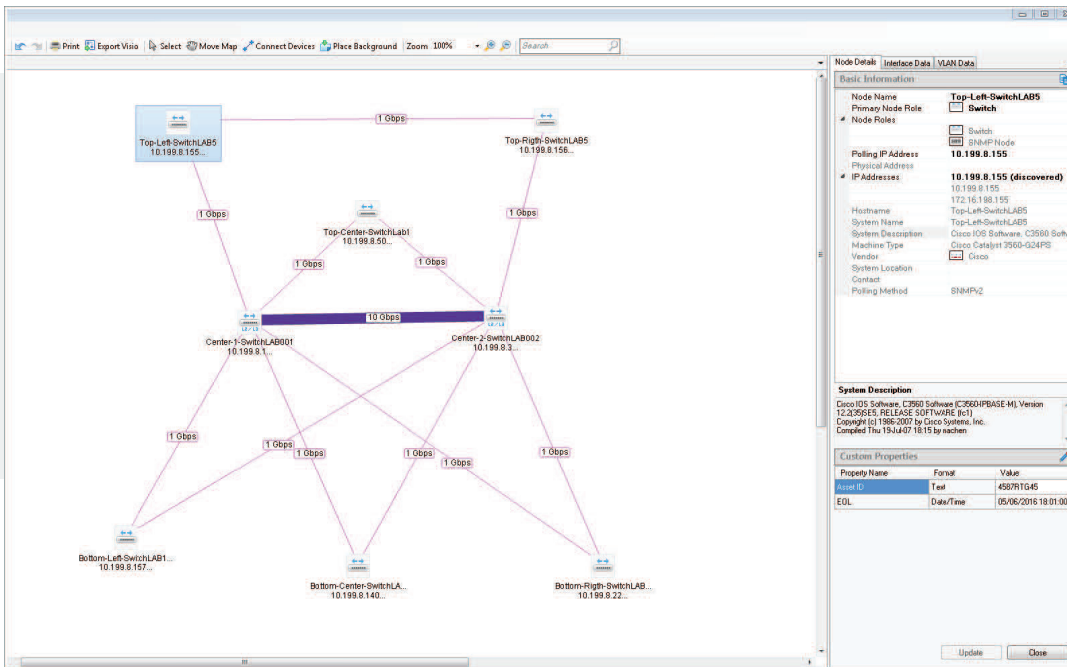 Print Export Visio Select Move Map Connect Devices Place Background Zoom 100% Search
Node Details Interface Data VLAN Data
Basic Information
Node Name Top-Left-SwitchLAB5
Primary Node Role Switch
Node Roles
Switch
SNMP Node
Polling IP Address 10.199.8.155
Physical Address
IP Addresses 10.199.8.155 (discovered)
10.199.8.155
172.16.198.155
Hostname Top-Left-SwitchLAB5
System Name Top-Left-SwitchLAB5
System Description Cisco IOS Software, C3560 Softw
Machine Type Cisco Catalyst 3560-G24PS
Vendor Cisco
System Location
Contact
Polling Method SNMPv2
System Description
Cisco IOS Software, C3560 Software (C3560-IPBASE-M), Version
12.2(35)SE5, RELEASE SOFTWARE (fc1)
Copyright (c) 1986-2007 by Cisco Systems, Inc.
Compiled Thu 19-Jul-07 18:15 by nachen
Custom Properties
Property Name Format Value
Asset ID Text 4587RTG45
EOL Date/Time 05/06/2016 18:01:00
Update Close
1 Gbps
Top-Left-SwitchLAB5
10.199.8.155...
Top-Rigth-SwitchLAB5
10.199.8.156...
1 Gbps
1 Gbps
Top-Center-SwitchLab1
10.199.8.50...
1 Gbps
1 Gbps
10 Gbps
L2/L3
L2/L3
Center-1-SwitchLAB001
10.199.8.1...
Center-2-SwitchLAB002
10.199.8.3...
1 Gbps
1 Gbps
1 Gbps
1 Gbps
1 Gbps
1 Gbps
Bottom-Left-SwitchLAB1...
10.199.8.157...
Bottom-Center-SwitchLA...
10.199.8.140...
Bottom-Rigth-SwitchLAB...
10.199.8.22...